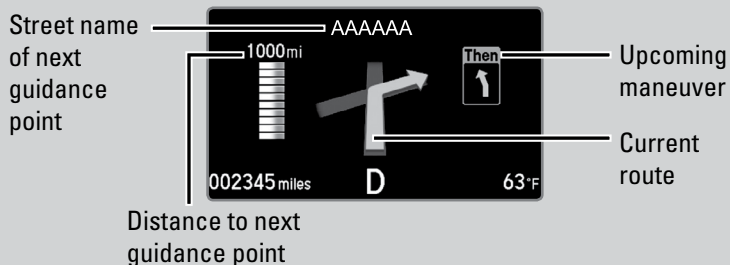 Street name
of next
guidance
point
AAAAAA
1000mi
Then
Upcoming
maneuver
Current
route
002345 miles
D
63°F
Distance to next
guidance point